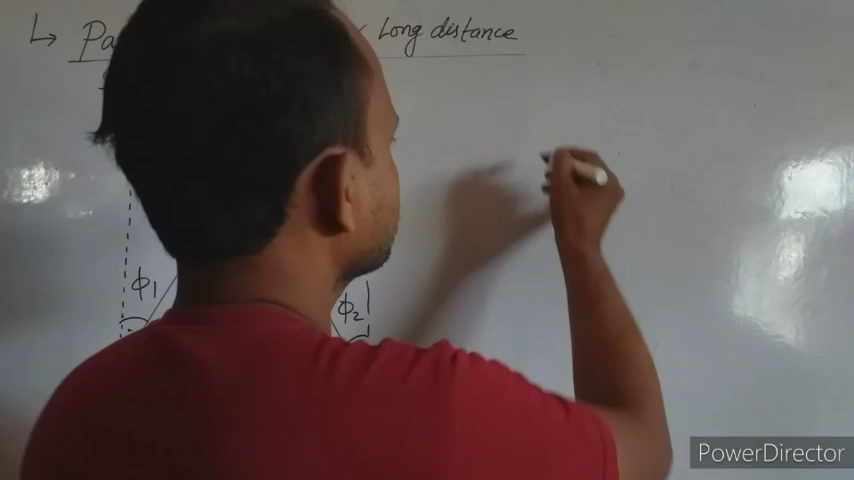 ↳ Pa Long distance
ϕ1
ϕ2
PowerDirector